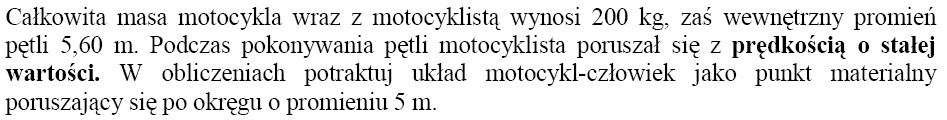 Całkowita masa motocykla wraz z motocyklistą wynosi 200 kg, zaś wewnętrzny promień
pętli 5,60 m. Podczas pokonywania pętli motocyklista poruszał się z prędkością o stałej
wartości. W obliczeniach potraktuj układ motocykl-człowiek jako punkt materialny
poruszający się po okręgu o promieniu 5 m.